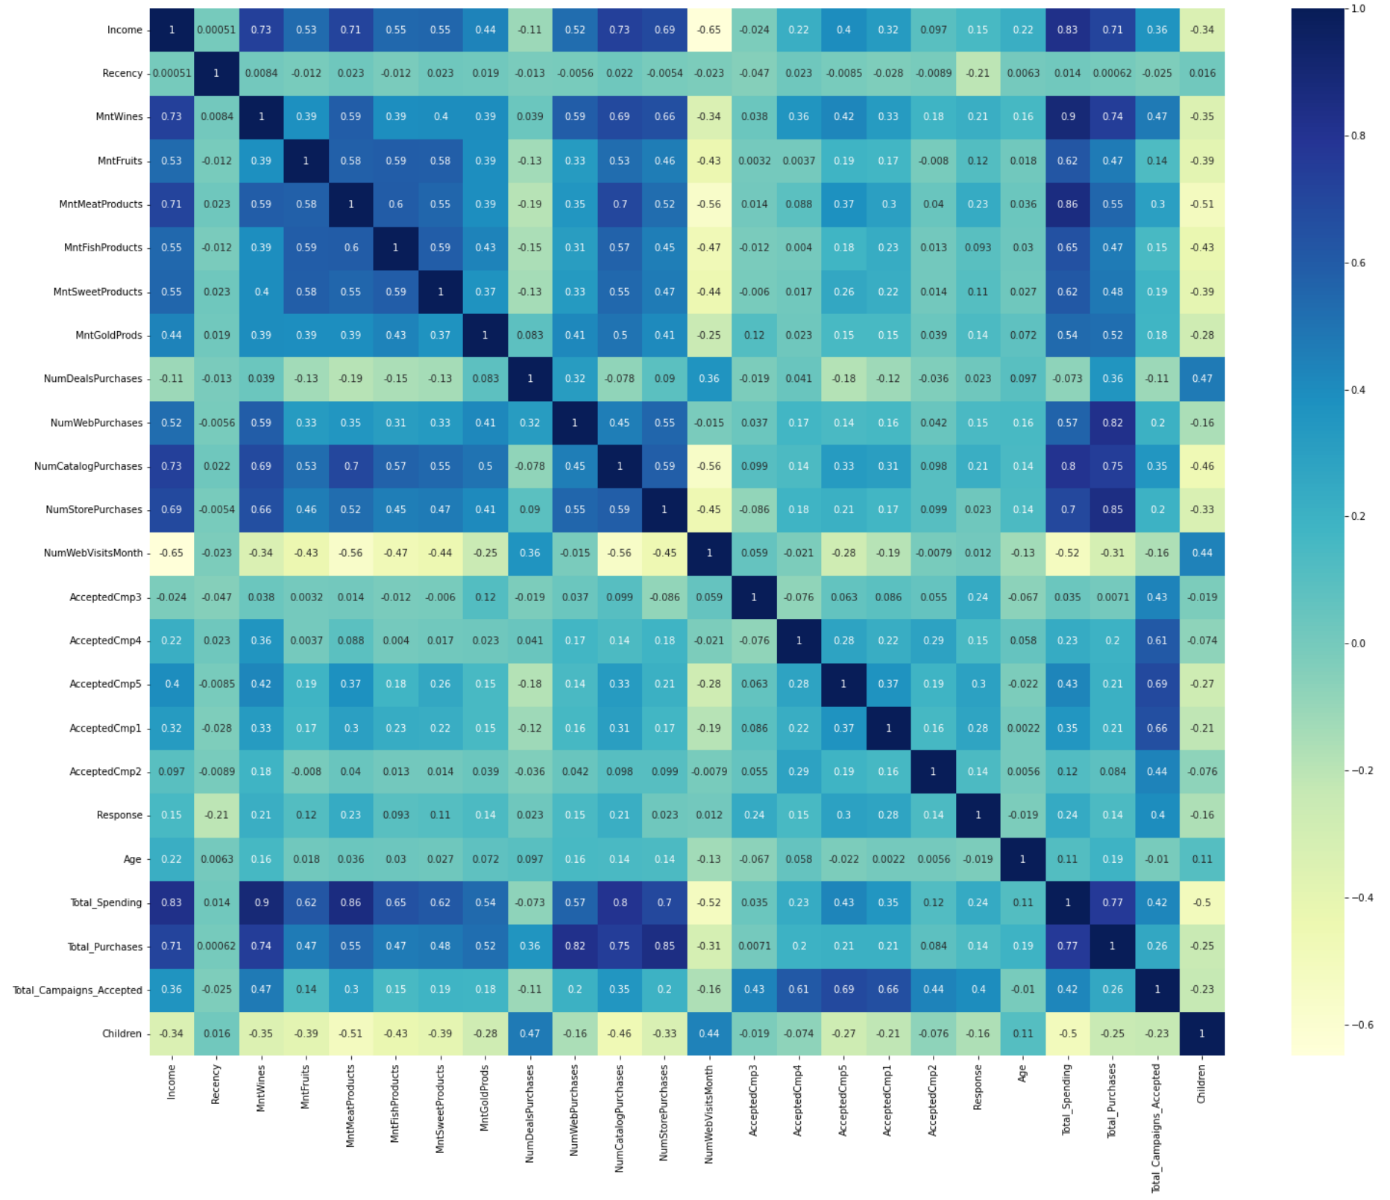 Income 1 0.00051 0.73 0.53 0.71 0.55 0.55 0.44 -0.11 0.52 0.73 0.69 -0.65 -0.024 0.22 0.4 0.32 0.097 0.15 0.22 0.83 0.71 0.36 -0.34
Recency 0.00051 1 0.0084 -0.012 0.023 -0.012 0.023 0.019 -0.013 -0.0056 0.022 -0.0054 -0.023 -0.047 0.023 -0.0085 -0.028 -0.0089 -0.21 0.0063 0.014 0.00062 -0.025 0.016
MntWines 0.73 0.0084 1 0.39 0.59 0.39 0.4 0.39 0.039 0.59 0.69 0.66 -0.34 0.038 0.36 0.42 0.33 0.18 0.21 0.16 0.9 0.74 0.47 -0.35
MntFruits 0.53 -0.012 0.39 1 0.58 0.59 0.58 0.39 -0.13 0.33 0.53 0.46 -0.43 0.0032 0.0037 0.19 0.17 -0.008 0.12 0.018 0.62 0.47 0.14 -0.39
MntMeatProducts 0.71 0.023 0.59 0.58 1 0.6 0.55 0.39 -0.19 0.35 0.7 0.52 -0.56 0.014 0.088 0.37 0.3 0.04 0.23 0.036 0.86 0.55 0.3 -0.51
MntFishProducts 0.55 -0.012 0.39 0.59 0.6 1 0.59 0.43 -0.15 0.31 0.57 0.45 -0.47 -0.012 0.004 0.18 0.23 0.013 0.093 0.03 0.65 0.47 0.15 -0.43
MntSweetProducts 0.55 0.023 0.4 0.58 0.55 0.59 1 0.37 -0.13 0.33 0.55 0.47 -0.44 -0.006 0.017 0.26 0.22 0.014 0.11 0.027 0.62 0.48 0.19 -0.39
MntGoldProds 0.44 0.019 0.39 0.39 0.39 0.43 0.37 1 0.083 0.41 0.5 0.41 -0.25 0.12 0.023 0.15 0.15 0.039 0.14 0.072 0.54 0.52 0.18 -0.28
NumDealsPurchases -0.11 -0.013 0.039 -0.13 -0.19 -0.15 -0.13 0.083 1 0.32 -0.078 0.09 0.36 -0.019 0.041 -0.18 -0.12 -0.036 0.023 0.097 -0.073 0.36 -0.11 0.47
NumWebPurchases 0.52 -0.0056 0.59 0.33 0.35 0.31 0.33 0.41 0.32 1 0.45 0.55 -0.015 0.037 0.17 0.14 0.16 0.042 0.15 0.16 0.57 0.82 0.2 -0.16
NumCatalogPurchases 0.73 0.022 0.69 0.53 0.7 0.57 0.55 0.5 -0.078 0.45 1 0.59 -0.56 0.099 0.14 0.33 0.31 0.098 0.21 0.14 0.8 0.75 0.35 -0.46
NumStorePurchases 0.69 -0.0054 0.66 0.46 0.52 0.45 0.47 0.41 0.09 0.55 0.59 1 -0.45 -0.086 0.18 0.21 0.17 0.099 0.023 0.14 0.7 0.85 0.2 -0.33
NumWebVisitsMonth -0.65 -0.023 -0.34 -0.43 -0.56 -0.47 -0.44 -0.25 0.36 -0.015 -0.56 -0.45 1 0.059 -0.021 -0.28 -0.19 -0.0079 0.012 -0.13 -0.52 -0.31 -0.16 0.44
AcceptedCmp3 -0.024 -0.047 0.038 0.0032 0.014 -0.012 -0.006 0.12 -0.019 0.037 0.099 -0.086 0.059 1 -0.076 0.063 0.086 0.055 0.24 -0.067 0.035 0.0071 0.43 -0.019
AcceptedCmp4 0.22 0.023 0.36 0.0037 0.088 0.004 0.017 0.023 0.041 0.17 0.14 0.18 -0.021 -0.076 1 0.28 0.22 0.29 0.15 0.058 0.23 0.2 0.61 -0.074
AcceptedCmp5 0.4 -0.0085 0.42 0.19 0.37 0.18 0.26 0.15 -0.18 0.14 0.33 0.21 -0.28 0.063 0.28 1 0.37 0.19 0.3 -0.022 0.43 0.21 0.69 -0.27
AcceptedCmp1 0.32 -0.028 0.33 0.17 0.3 0.23 0.22 0.15 -0.12 0.16 0.31 0.17 -0.19 0.086 0.22 0.37 1 0.16 0.28 0.0022 0.35 0.21 0.66 -0.21
AcceptedCmp2 0.097 -0.0089 0.18 -0.008 0.04 0.013 0.014 0.039 -0.036 0.042 0.098 0.099 -0.0079 0.055 0.29 0.19 0.16 1 0.14 0.0056 0.12 0.084 0.44 -0.076
Response 0.15 -0.21 0.21 0.12 0.23 0.093 0.11 0.14 0.023 0.15 0.21 0.023 0.012 0.24 0.15 0.3 0.28 0.14 1 -0.019 0.24 0.14 0.4 -0.16
Age 0.22 0.0063 0.16 0.018 0.036 0.03 0.027 0.072 0.097 0.16 0.14 0.14 -0.13 -0.067 0.058 -0.022 0.0022 0.0056 -0.019 1 0.11 0.19 -0.01 0.11
Total_Spending 0.83 0.014 0.9 0.62 0.86 0.65 0.62 0.54 -0.073 0.57 0.8 0.7 -0.52 0.035 0.23 0.43 0.35 0.12 0.24 0.11 1 0.77 0.42 -0.5
Total_Purchases 0.71 0.00062 0.74 0.47 0.55 0.47 0.48 0.52 0.36 0.82 0.75 0.85 -0.31 0.0071 0.2 0.21 0.21 0.084 0.14 0.19 0.77 1 0.26 -0.25
Total_Campaigns_Accepted 0.36 -0.025 0.47 0.14 0.3 0.15 0.19 0.18 -0.11 0.2 0.35 0.2 -0.16 0.43 0.61 0.69 0.66 0.44 0.4 -0.01 0.42 0.26 1 -0.23
Children -0.34 0.016 -0.35 -0.39 -0.51 -0.43 -0.39 -0.28 0.47 -0.16 -0.46 -0.33 0.44 -0.019 -0.074 -0.27 -0.21 -0.076 -0.16 0.11 -0.5 -0.25 -0.23 1
Income
Recency
MntWines
MntFruits
MntMeatProducts
MntFishProducts
MntSweetProducts
MntGoldProds
NumDealsPurchases
NumWebPurchases
NumCatalogPurchases
NumStorePurchases
NumWebVisitsMonth
AcceptedCmp3
AcceptedCmp4
AcceptedCmp5
AcceptedCmp1
AcceptedCmp2
Response
Age
Total_Spending
Total_Purchases
Total_Campaigns_Accepted
Children
1.0
0.8
0.6
0.4
0.2
0.0
−0.2
−0.4
−0.6